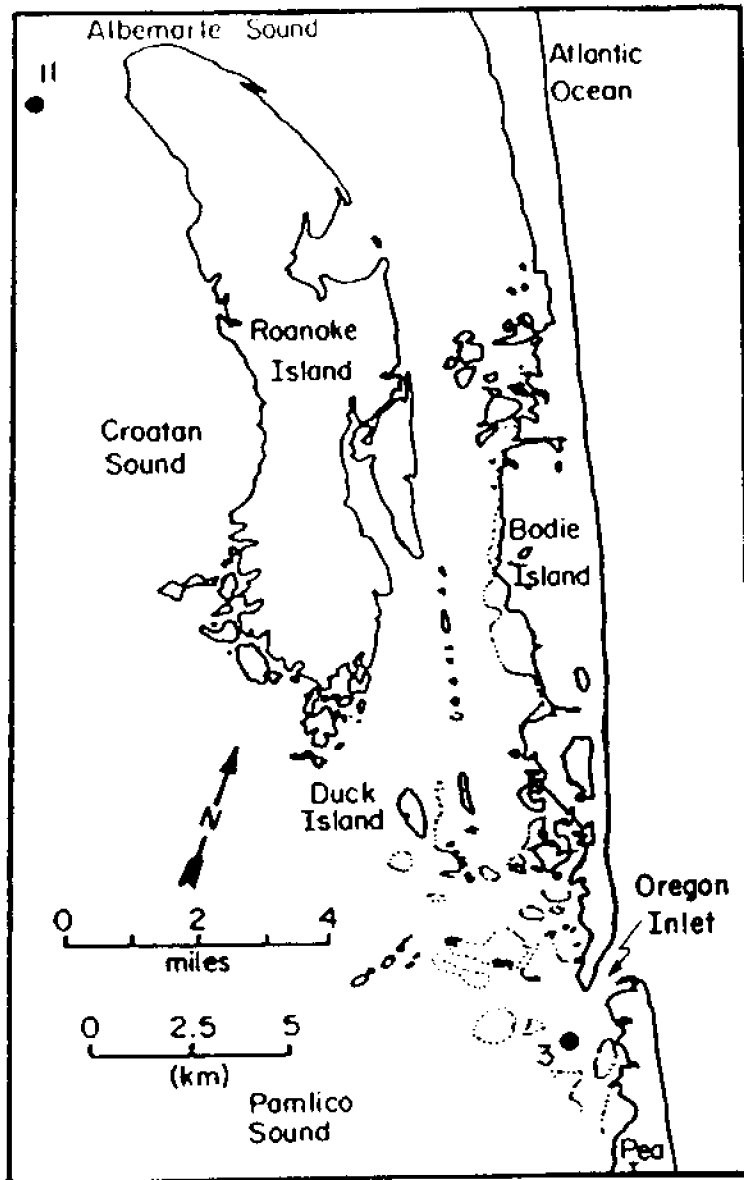 Albemarle Sound
11
Atlantic
Ocean
Roanoke
Island
Croatan
Sound
Bodie
Island
N
Duck
Island
Oregon
Inlet
0 2 4
miles
0 2.5 5
(km)
3
Pamlico
Sound
Pea